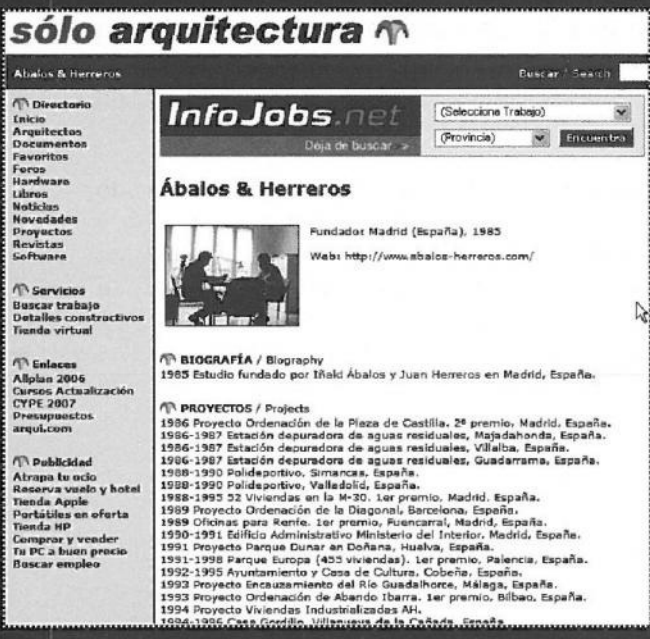 sólo arquitectura
Abalos & Herreros
Buscar / Search
Directorio
Inicio
Arquitectos
Documentos
Favoritos
Foros
Hardware
Libros
Noticias
Novedades
Proyectos
Revistas
Software
Servicios
Buscar trabajo
Detalles constructivos
Tienda virtual
Enlaces
Allplan 2006
Cursos Actualización
CYPE 2007
Presupuestos
arqui.com
Publicidad
Atrapa tu ocio
Reserva vuelo y hotel
Tienda Apple
Portátiles en oferta
Tienda HP
Comprar y vender
Tu PC a buen precio
Buscar empleo
InfoJobs.net
Deja de buscar >
(Seleccione Trabajo)
(Provincia)
Encuentra
Ábalos & Herreros
Fundador Madrid (España), 1985
Web: http://www.abalos-herreros.com/
BIOGRAFÍA / Biography
1985 Estudio fundado por Iñaki Ábalos y Juan Herreros en Madrid, España.
PROYECTOS / Projects
1986 Proyecto Ordenación de la Plaza de Castilla. 2º premio, Madrid, España.
1986-1987 Estación depuradora de aguas residuales, Majadahonda, España.
1986-1987 Estación depuradora de aguas residuales, Villalba, España.
1986-1987 Estación depuradora de aguas residuales, Guadarrama, España.
1988-1990 Polideportivo, Simancas, España.
1988-1990 Polideportivo, Valladolid, España.
1988-1995 52 Viviendas en la M-30. 1er premio, Madrid. España.
1989 Proyecto Ordenación de la Diagonal, Barcelona, España.
1989 Oficinas para Renfe. 1er premio, Fuencarral, Madrid, España.
1990-1991 Edificio Administrativo Ministerio del Interior, Madrid, España.
1991 Proyecto Parque Dunar en Doñana, Huelva, España.
1991-1998 Parque Europa (455 viviendas). 1er premio, Palencia, España.
1992-1995 Ayuntamiento y Casa de Cultura, Cobeña, España.
1993 Proyecto Encauzamiento del Río Guadalhorce, Málaga, España.
1993 Proyecto Ordenación de Abando Ibarra. 1er premio, Bilbao, España.
1994 Proyecto Viviendas Industrializadas AH.
1994-1996 Casa Gordillo, Villanueva de la Cañada, España.